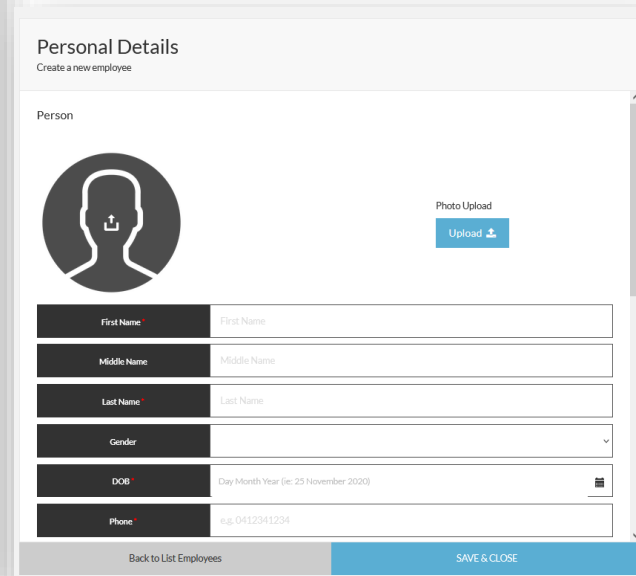 Personal Details
Create a new employee
Person
Photo Upload
Upload
First Name *
First Name
Middle Name
Middle Name
Last Name *
Last Name
Gender
DOB *
Day Month Year (ie: 25 November 2020)
Phone *
e.g. 0412341234
Back to List Employees
SAVE & CLOSE